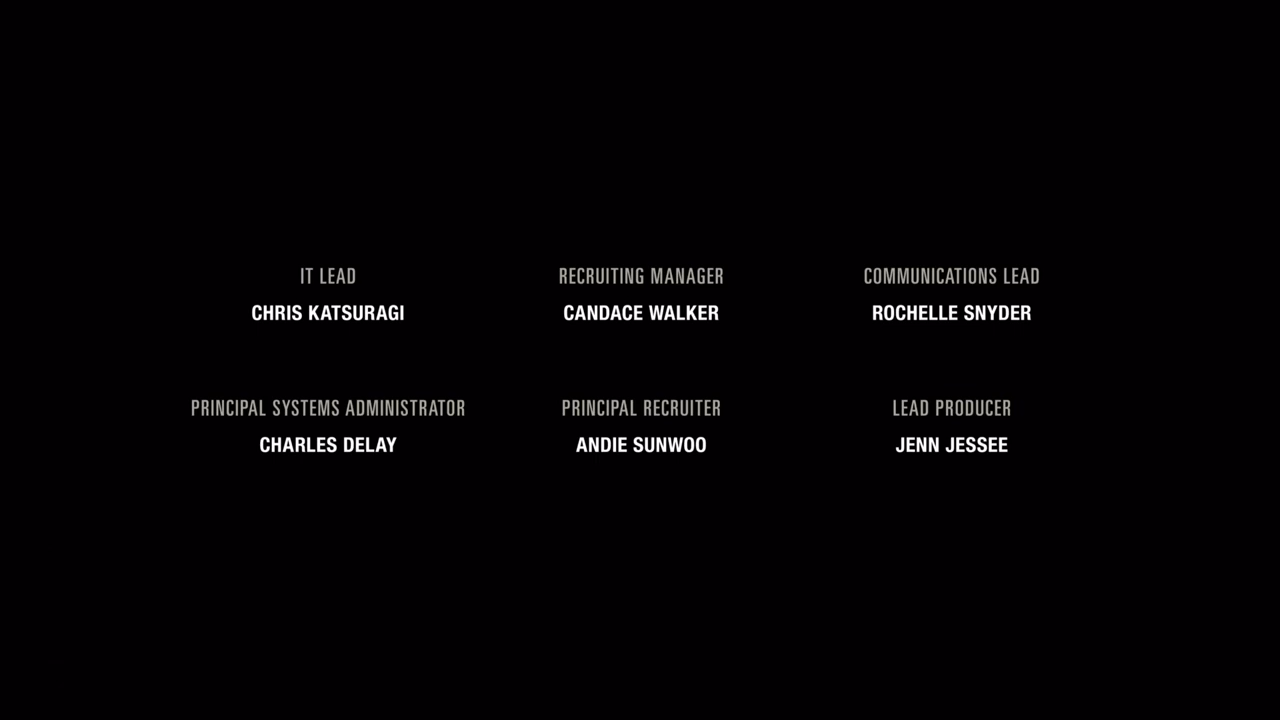 IT LEAD
CHRIS KATSURAGI
RECRUITING MANAGER
CANDACE WALKER
COMMUNICATIONS LEAD
ROCHELLE SNYDER
PRINCIPAL SYSTEMS ADMINISTRATOR
CHARLES DELAY
PRINCIPAL RECRUITER
ANDIE SUNWOO
LEAD PRODUCER
JENN JESSEE